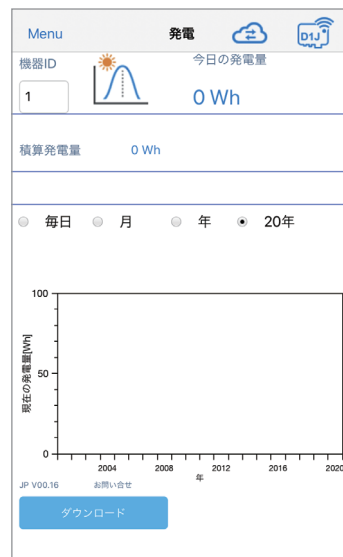 Menu 発電 D1J
機器ID 今日の発電量
1 0 Wh
積算発電量 0 Wh
毎日 月 年 20年
100
現在の発電量[Wh]
50
0
2004 2008 2012 2016 2020
年
JP V00.16 お問い合せ
ダウンロード